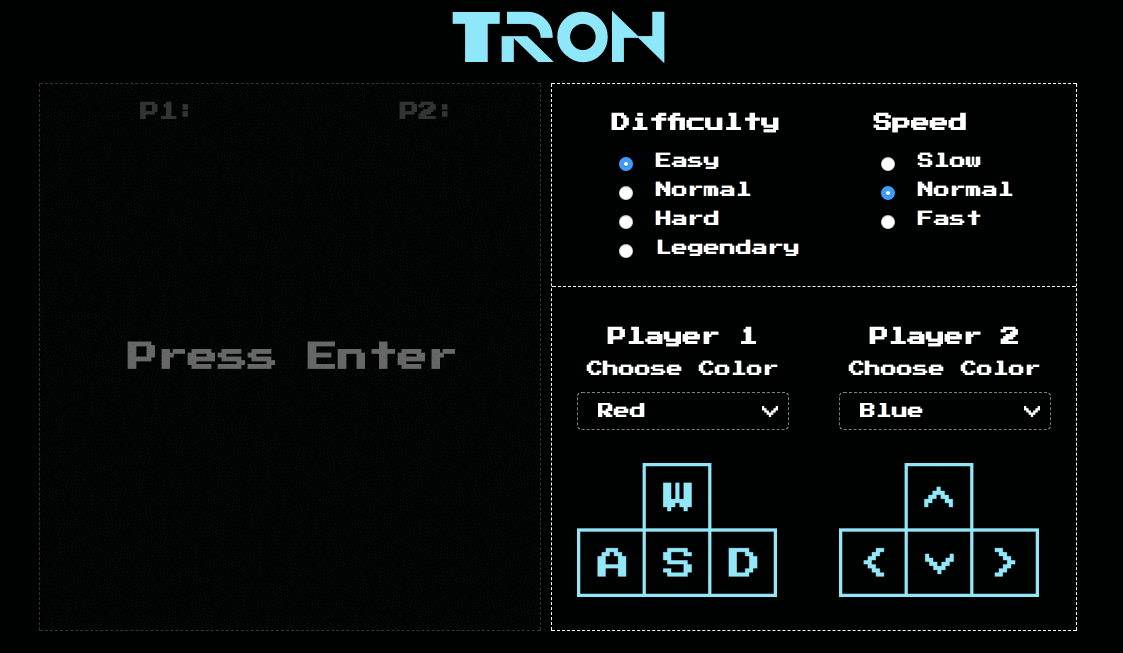 TRON
P1: P2:
Press Enter
Difficulty
Easy
Normal
Hard
Legendary
Speed
Slow
Normal
Fast
Player 1
Choose Color
Red
W
A S D
Player 2
Choose Color
Blue
^
< v >